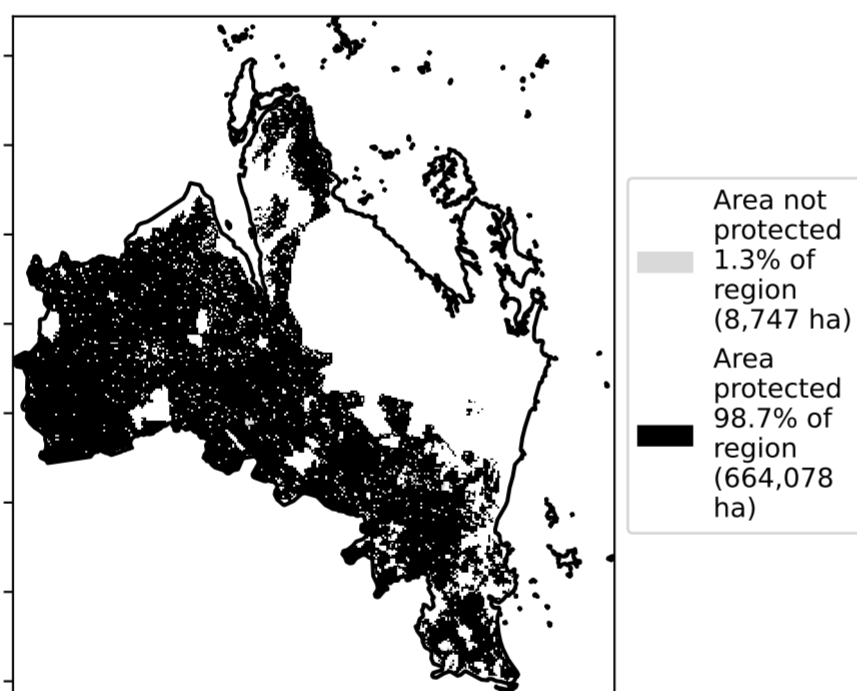 Area not
protected
1.3% of
region
(8,747 ha)
Area
protected
98.7% of
region
(664,078
ha)